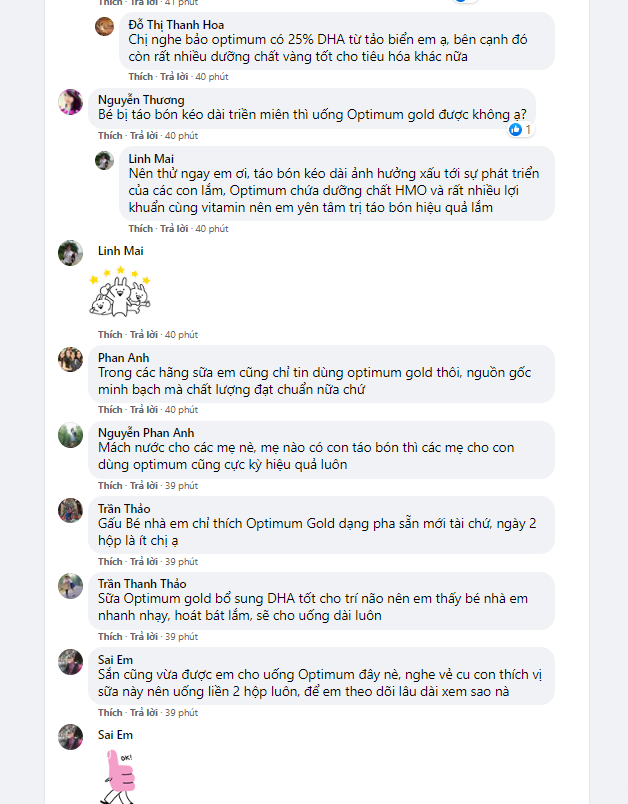 Thích · Trả lời · 41 phút
Đỗ Thị Thanh Hoa
Chị nghe bảo optimum có 25% DHA từ tảo biển em ạ, bên cạnh đó
còn rất nhiều dưỡng chất vàng tốt cho tiêu hóa khác nữa
Thích · Trả lời · 40 phút
Nguyễn Thương
Bé bị táo bón kéo dài triền miên thì uống Optimum gold được không ạ?
1
Thích · Trả lời · 40 phút
Linh Mai
Nên thử ngay em ơi, táo bón kéo dài ảnh hưởng xấu tới sự phát triển
của các con lắm, Optimum chứa dưỡng chất HMO và rất nhiều lợi
khuẩn cùng vitamin nên em yên tâm trị táo bón hiệu quả lắm
Thích · Trả lời · 40 phút
Linh Mai
Thích · Trả lời · 40 phút
Phan Anh
Trong các hãng sữa em cũng chỉ tin dùng optimum gold thôi, nguồn gốc
minh bạch mà chất lượng đạt chuẩn nữa chứ
Thích · Trả lời · 40 phút
Nguyễn Phan Anh
Mách nước cho các mẹ nè, mẹ nào có con táo bón thì các mẹ cho con
dùng optimum cũng cực kỳ hiệu quả luôn
Thích · Trả lời · 39 phút
Trần Thảo
Gấu Bé nhà em chỉ thích Optimum Gold dạng pha sẵn mới tài chứ, ngày 2
hộp là ít chị ạ
Thích · Trả lời · 39 phút
Trần Thanh Thảo
Sữa Optimum gold bổ sung DHA tốt cho trí não nên em thấy bé nhà em
nhanh nhạy, hoát bát lắm, sẽ cho uống dài luôn
Thích · Trả lời · 39 phút
Sai Em
Sắn cũng vừa được em cho uống Optimum đây nè, nghe vẻ cu con thích vị
sữa này nên uống liền 2 hộp luôn, để em theo dõi lâu dài xem sao nà
Thích · Trả lời · 39 phút
Sai Em
OK!